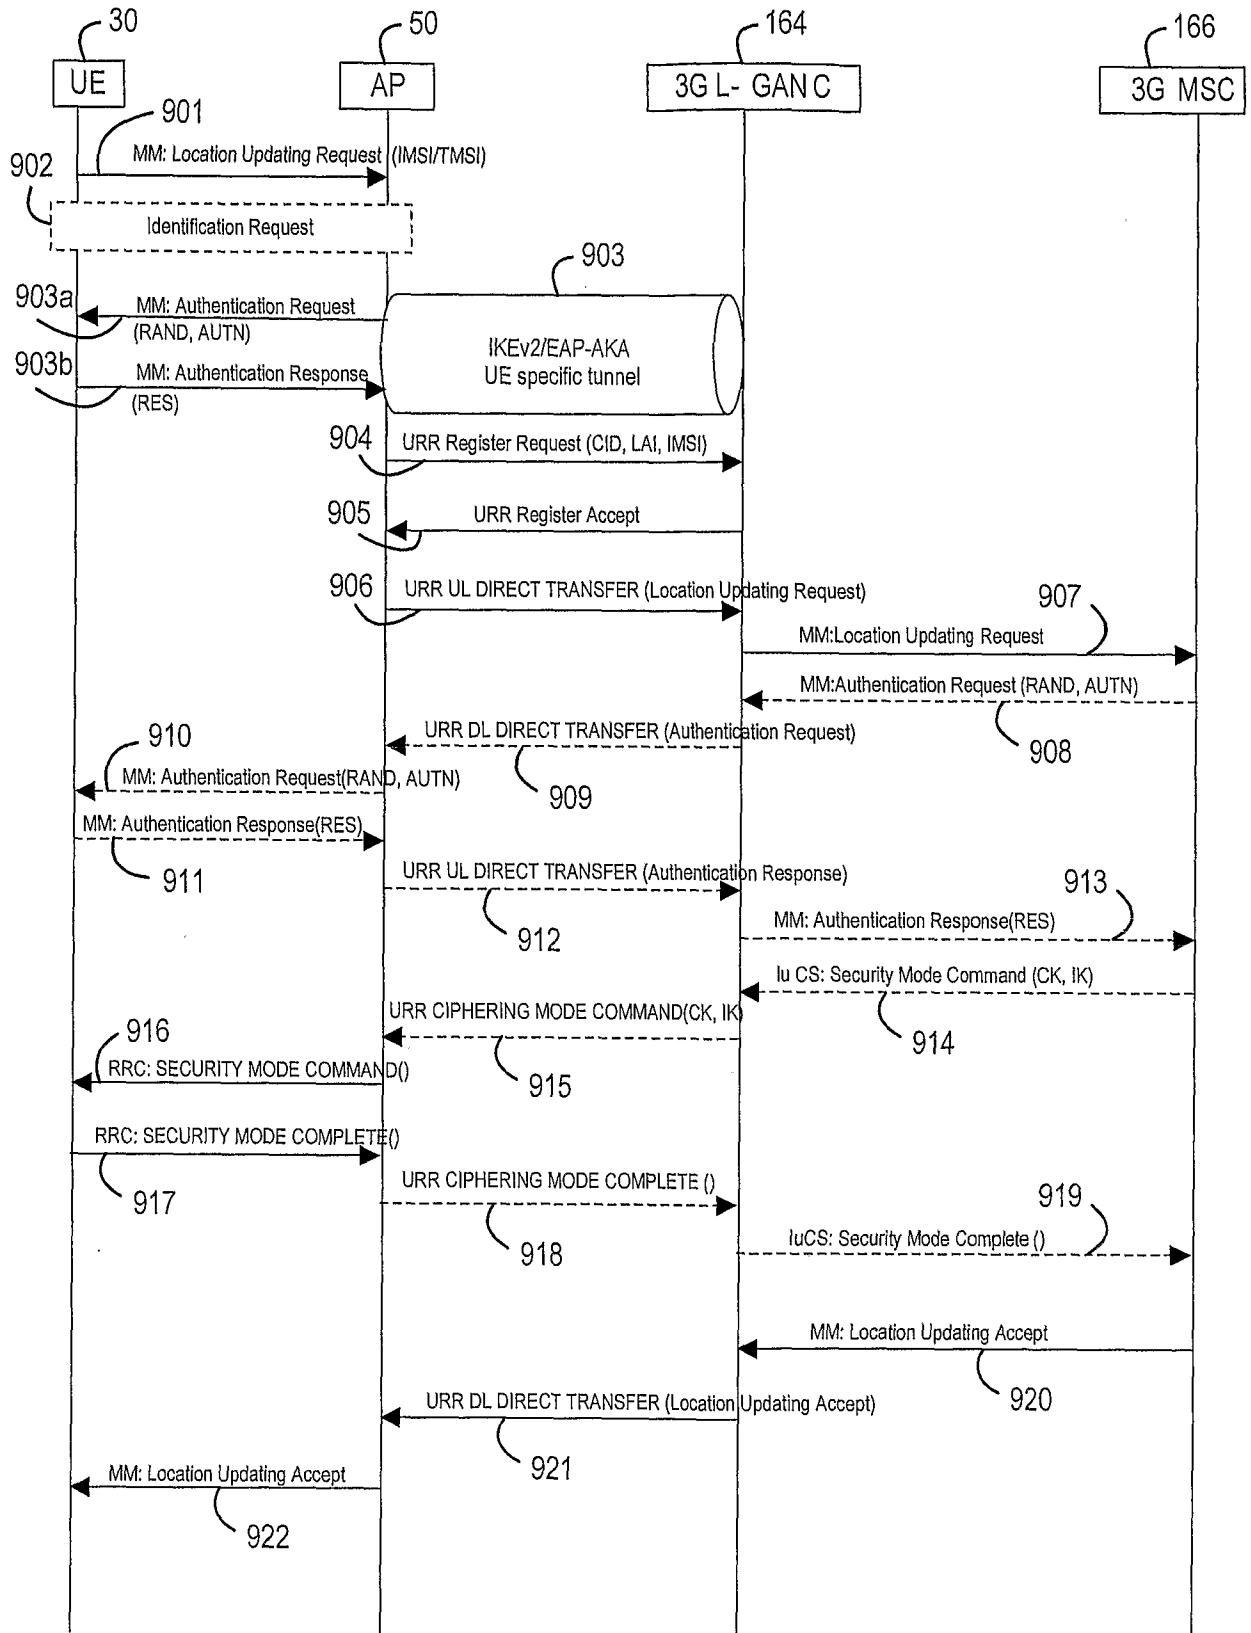 30
50
164
166
UE
AP
3G L- GAN C
3G MSC
901
MM: Location Updating Request (IMSI/TMSI)
902
Identification Request
903
903a
MM: Authentication Request
(RAND, AUTN)
IKEv2/EAP-AKA
UE specific tunnel
903b
MM: Authentication Response
(RES)
904
URR Register Request (CID, LAI, IMSI)
905
URR Register Accept
906
URR UL DIRECT TRANSFER (Location Updating Request)
907
MM:Location Updating Request
MM:Authentication Request (RAND, AUTN)
908
URR DL DIRECT TRANSFER (Authentication Request)
909
910
MM: Authentication Request(RAND, AUTN)
MM: Authentication Response(RES)
911
URR UL DIRECT TRANSFER (Authentication Response)
912
913
MM: Authentication Response(RES)
Iu CS: Security Mode Command (CK, IK)
914
URR CIPHERING MODE COMMAND(CK, IK)
915
916
RRC: SECURITY MODE COMMAND()
RRC: SECURITY MODE COMPLETE()
917
URR CIPHERING MODE COMPLETE ()
918
919
IuCS: Security Mode Complete ()
MM: Location Updating Accept
920
URR DL DIRECT TRANSFER (Location Updating Accept)
921
MM: Location Updating Accept
922